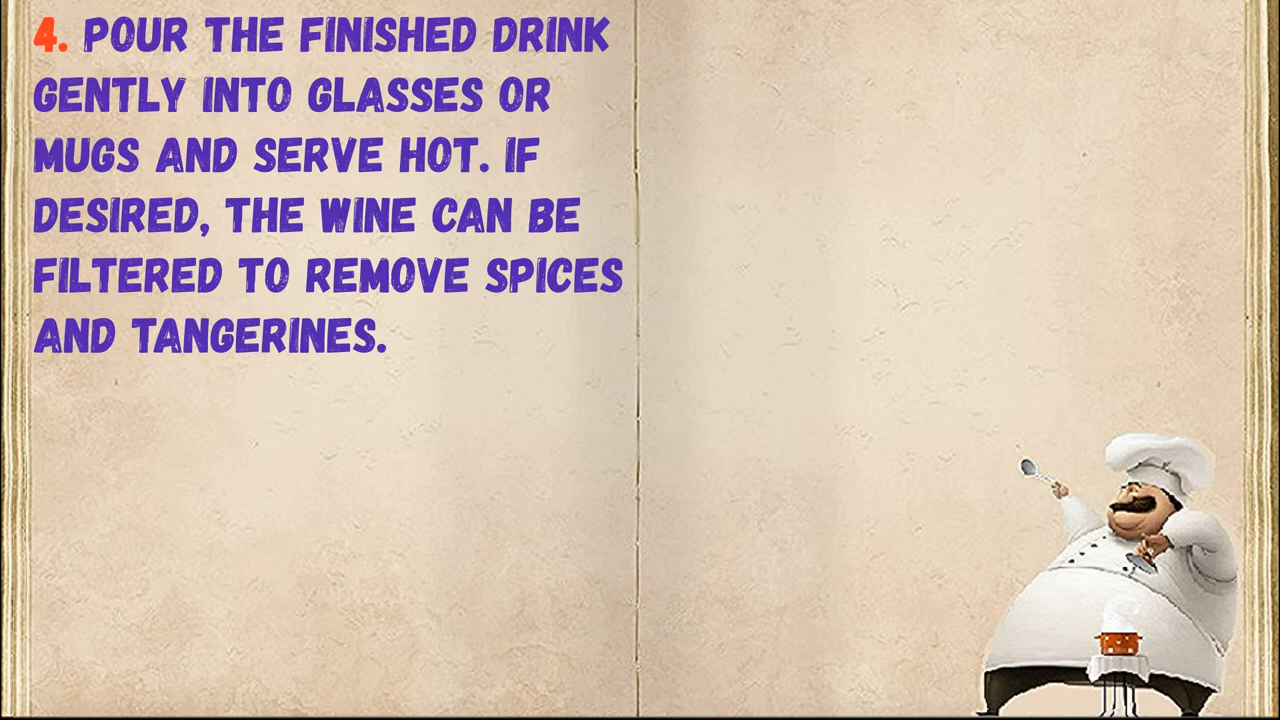 4. POUR THE FINISHED DRINK
GENTLY INTO GLASSES OR
MUGS AND SERVE HOT. IF
DESIRED, THE WINE CAN BE
FILTERED TO REMOVE SPICES
AND TANGERINES.